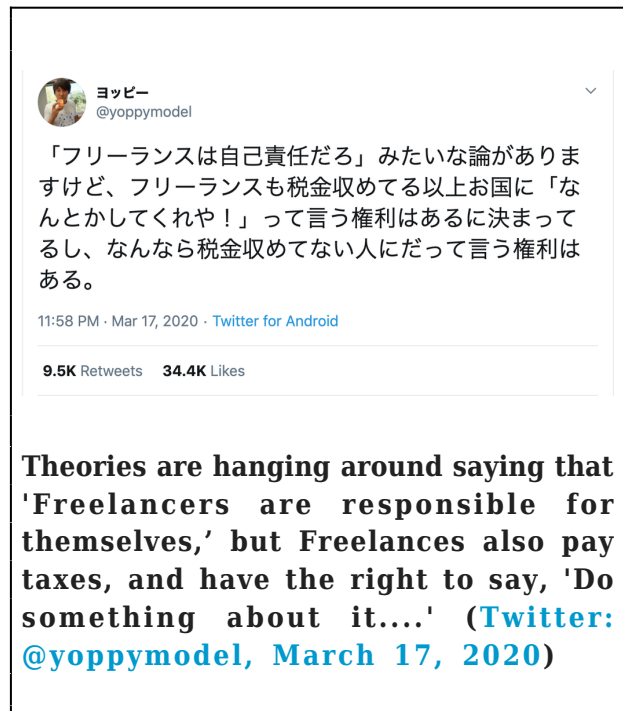 ヨッピー
@yoppymodel
「フリーランスは自己責任だろ」みたいな論がありま
すけど、フリーランスも税金収めてる以上お国に「な
んとかしてくれや！」って言う権利はあるに決まって
るし、なんなら税金収めてない人にだって言う権利は
ある。
11:58 PM · Mar 17, 2020 · Twitter for Android
9.5K Retweets 34.4K Likes
Theories are hanging around saying that
'Freelancers are responsible for
themselves,’ but Freelances also pay
taxes, and have the right to say, 'Do
something about it....' (Twitter:
@yoppymodel, March 17, 2020)